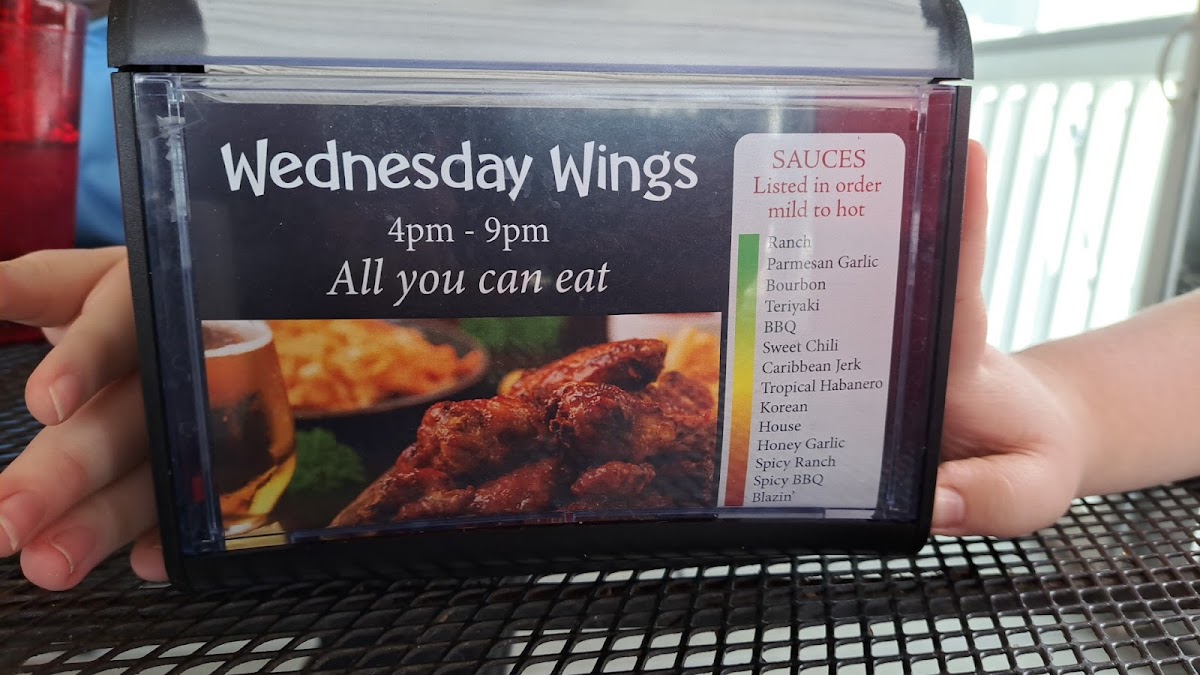 Wednesday Wings
4pm - 9pm
All you can eat
SAUCES
Listed in order
mild to hot
Ranch
Parmesan Garlic
Bourbon
Teriyaki
BBQ
Sweet Chili
Caribbean Jerk
Tropical Habanero
Korean
House
Honey Garlic
Spicy Ranch
Spicy BBQ
Blazin'